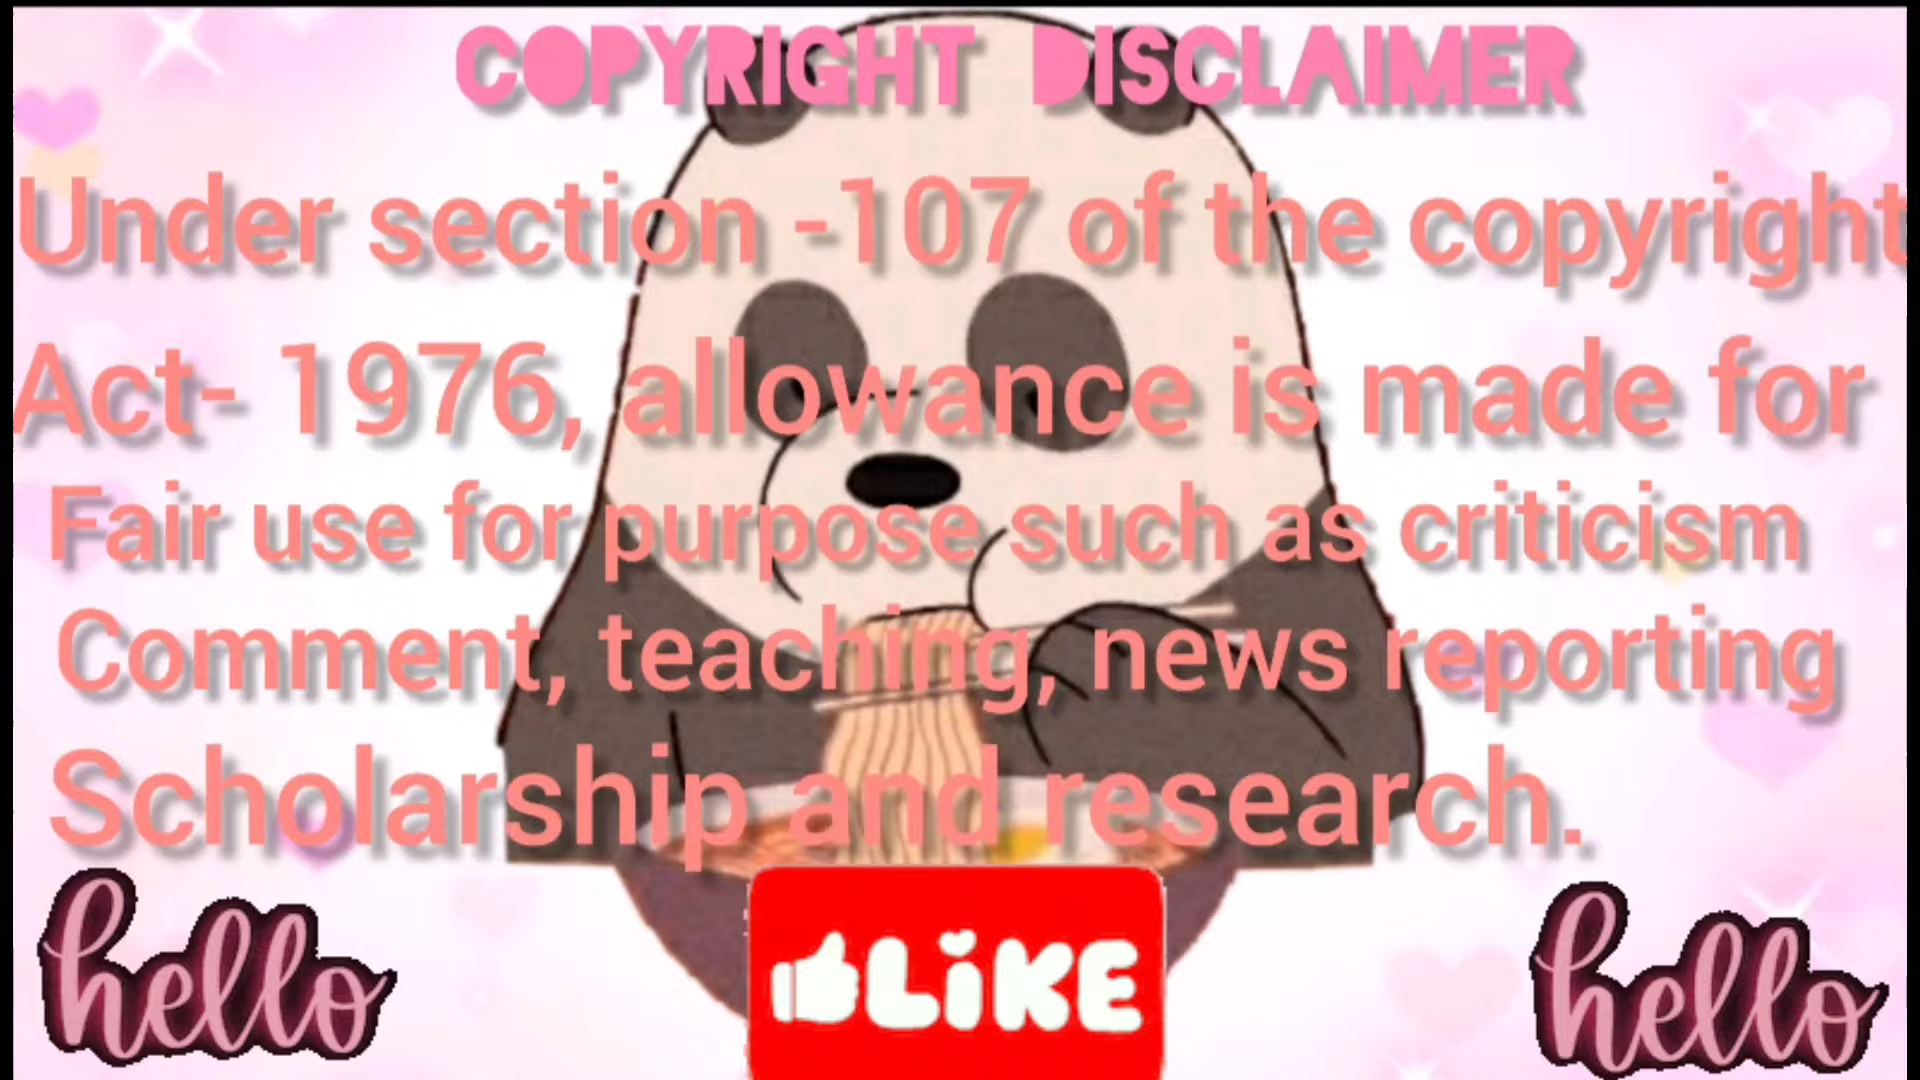 COPYRIGHT DISCLAIMER
Under section -107 of the copyright
Act- 1976, allowance is made for
Fair use for purpose such as criticism
Comment, teaching, news reporting
Scholarship and research.
hello
LiKE
hello